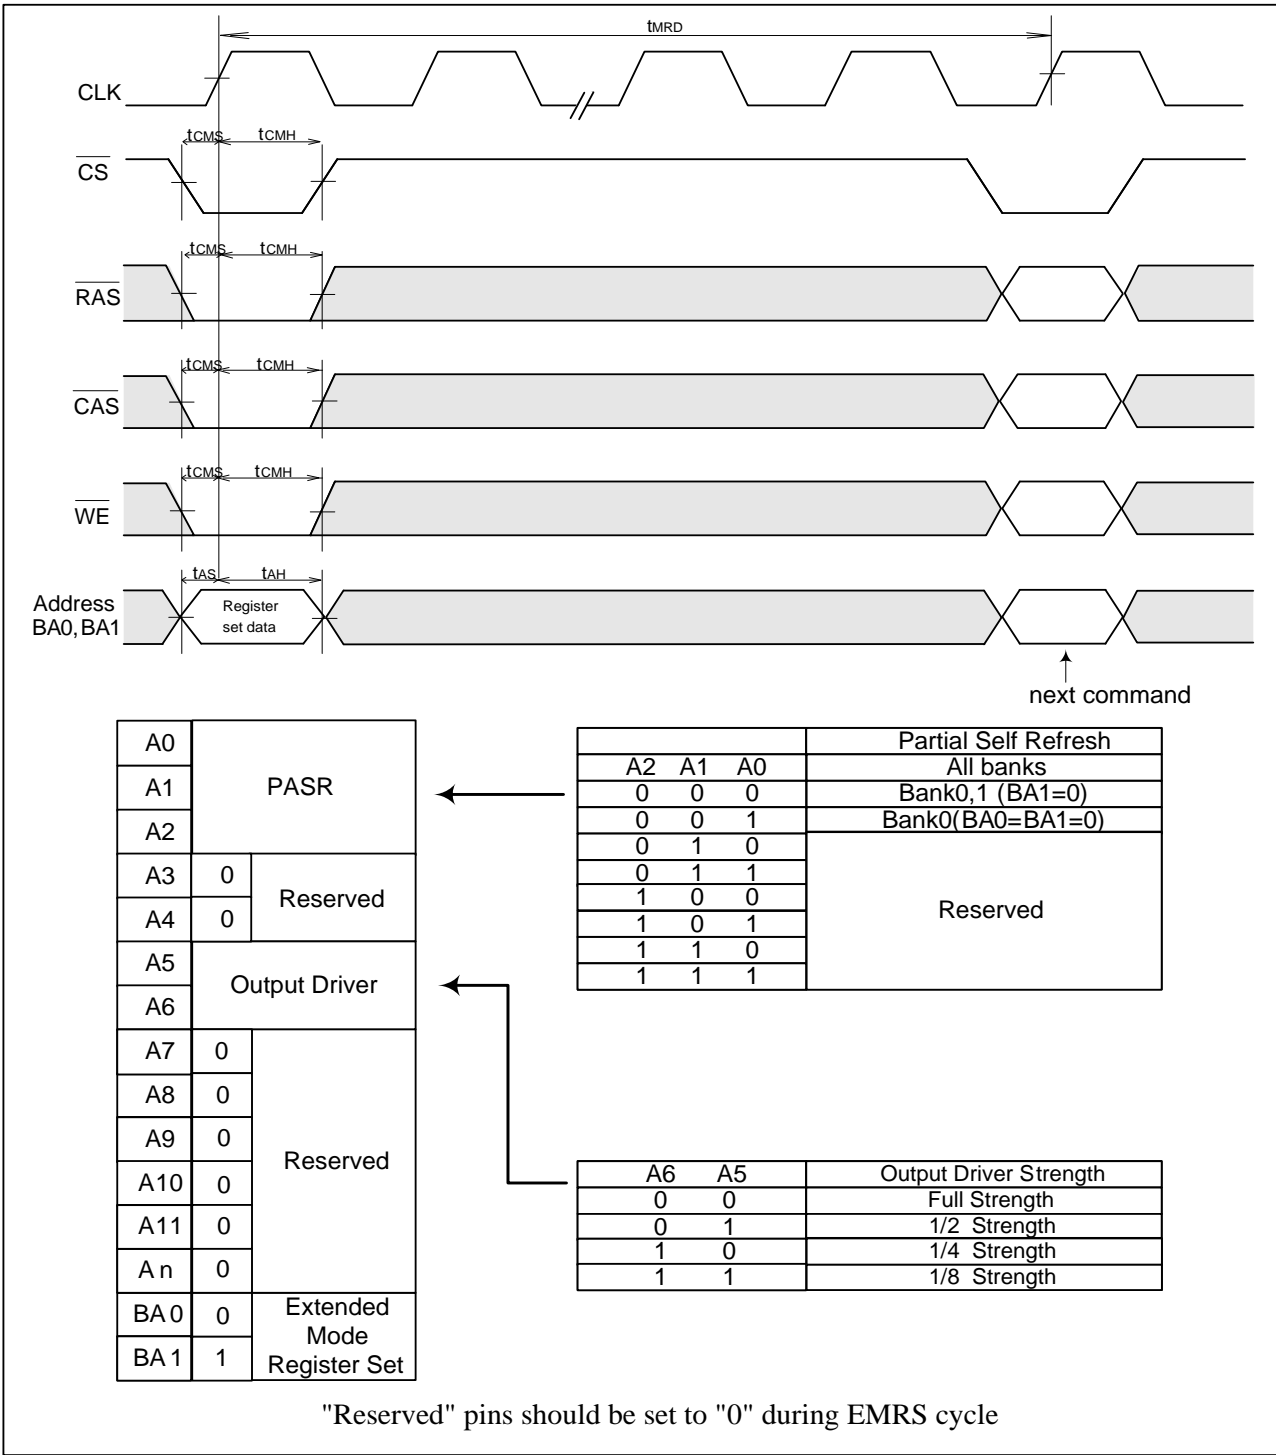 tMRD
CLK
tCMS tCMH
CS
tCMS tCMH
RAS
tCMS tCMH
CAS
tCMS tCMH
WE
tAS tAH
Address
BA0,BA1
Register
set data
next command
A0
A1
A2
PASR
A3 0
A4 0
Reserved
A5
A6
Output Driver
A7 0
A8 0
A9 0
A10 0
A11 0
An 0
Reserved
BA0 0
BA1 1
Extended
Mode
Register Set
Partial Self Refresh
A2 A1 A0 All banks
0 0 0 Bank0,1 (BA1=0)
0 0 1 Bank0(BA0=BA1=0)
0 1 0
0 1 1
1 0 0
1 0 1
1 1 0
1 1 1
Reserved
A6 A5 Output Driver Strength
0 0 Full Strength
0 1 1/2 Strength
1 0 1/4 Strength
1 1 1/8 Strength
"Reserved" pins should be set to "0" during EMRS cycle